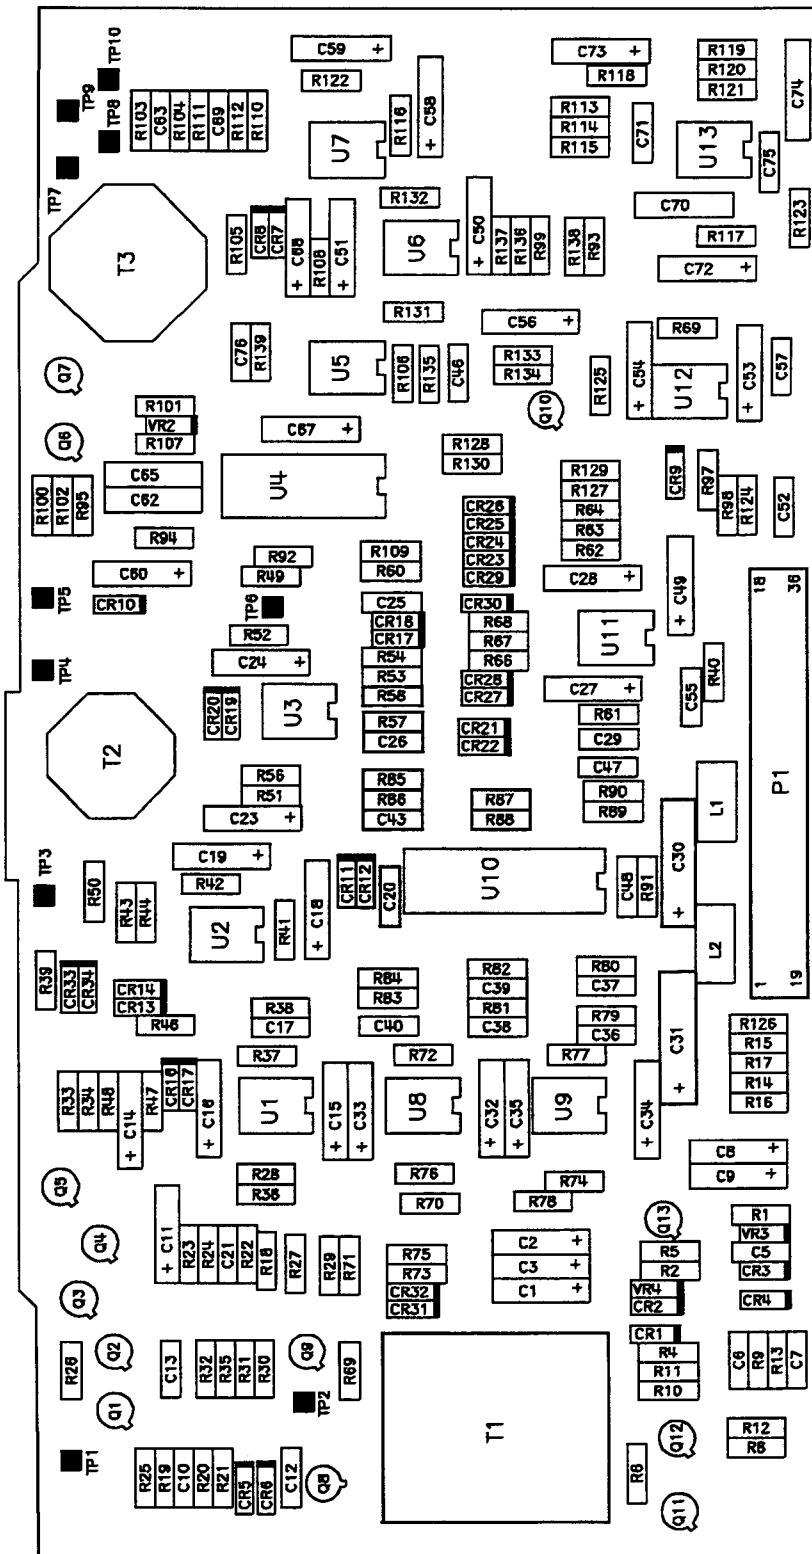 TP10
TP9
TP8
TP7
R103
C63
R104
R111
C69
R112
R110
C59 +
R122
R116
+ C58
U7
C73 +
R118
R119
R120
R121
C74
R113
R114
R115
C71
U13
C75
T3
R105
CR8
CR7
+ C68
R108
+ C51
R132
U6
+ C50
R137
R136
R99
R138
R93
C70
R117
R123
C72 +
R131
C56 +
C76
R139
U5
R106
R135
C46
R133
R134
Q10
R125
+ C54
R69
U12
+ C53
C57
Q7
Q6
R101
VR2
R107
C67 +
R128
R130
C65
C62
U4
R100
R102
R95
R94
CR26
CR25
CR24
CR23
CR29
R129
R127
R64
R63
R62
CR9
R97
R98
R124
C52
C60 +
R92
R49
R109
R60
C28 +
+ C49
TP5
CR10
TP6
C25
CR18
CR17
CR30
R68
R67
R66
U11
18
36
R52
C24 +
R54
R53
R58
CR28
CR27
C27 +
R40
C55
TP4
CR20
CR19
U3
R57
C26
CR21
CR22
R61
C29
T2
R56
R51
C23 +
R85
R86
C43
R87
R88
C47
R90
R89
L1
P1
TP3
C19 +
R42
R50
R43
R44
U2
R41
+ C18
CR11
CR12
C20
U10
C48
R91
+ C30
L2
R39
CR33
CR34
CR14
CR13
R46
R38
C17
R84
R83
C40
R82
C39
R81
C38
R80
C37
R79
C36
+ C31
1
19
R37
R72
R77
R126
R15
R17
R14
R16
R33
R34
R48
+ C14
R47
CR16
CR17
+ C16
U1
+ C15
+ C33
U8
+ C32
+ C35
U9
+ C34
C8 +
C9 +
R28
R36
R76
R70
R74
R78
Q5
Q4
+ C11
R23
R24
C21
R22
R18
R27
R29
R71
R75
R73
CR32
CR31
C2 +
C3 +
C1 +
Q13
R5
R2
VR4
CR2
R1
VR3
C5
CR3
CR4
Q3
Q2
Q1
R26
C13
R32
R35
R31
R30
Q9
R69
TP2
T1
CR1
R4
R11
R10
C6
R9
R13
C7
TP1
R25
R19
C10
R20
R21
CR5
CR6
C12
Q8
R6
Q12
Q11
R12
R8